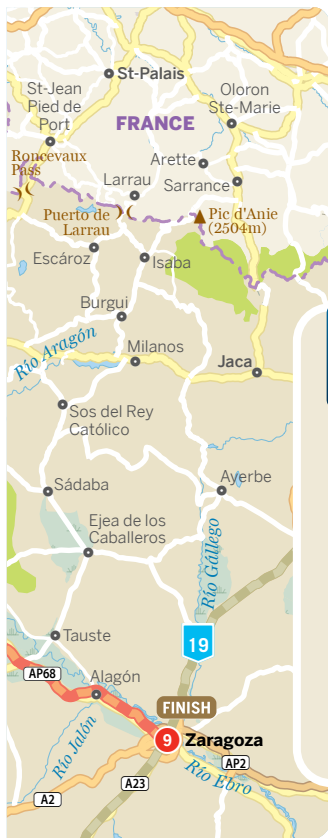 St-Palais
St-Jean
Pied de
Port
Oloron
Ste-Marie
FRANCE
Roncevaux
Pass
Arette
Larrau
Sarrance
Puerto de
Larrau
Pic d'Anie
(2504m)
Escároz
Isaba
Burgui
Río Aragón
Milanos
Jaca
Sos del Rey
Católico
Sádaba
Ayerbe
Ejea de los
Caballeros
Río Gállego
Tauste
19
AP68
Alagón
FINISH
9 Zaragoza
Río Jalón
AP2
A23
Río Ebro
A2